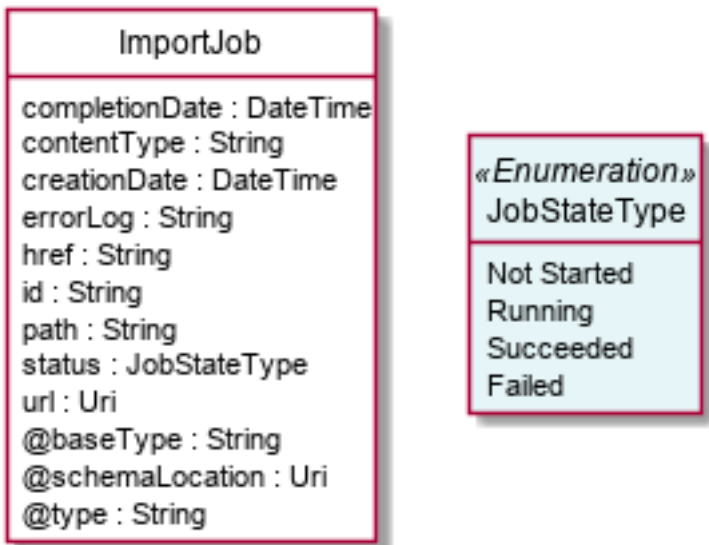 ImportJob
completionDate : DateTime
contentType : String
creationDate : DateTime
errorLog : String
href : String
id : String
path : String
status : JobStateType
url : Uri
@baseType : String
@schemaLocation : Uri
@type : String
«Enumeration»
JobStateType
Not Started
Running
Succeeded
Failed